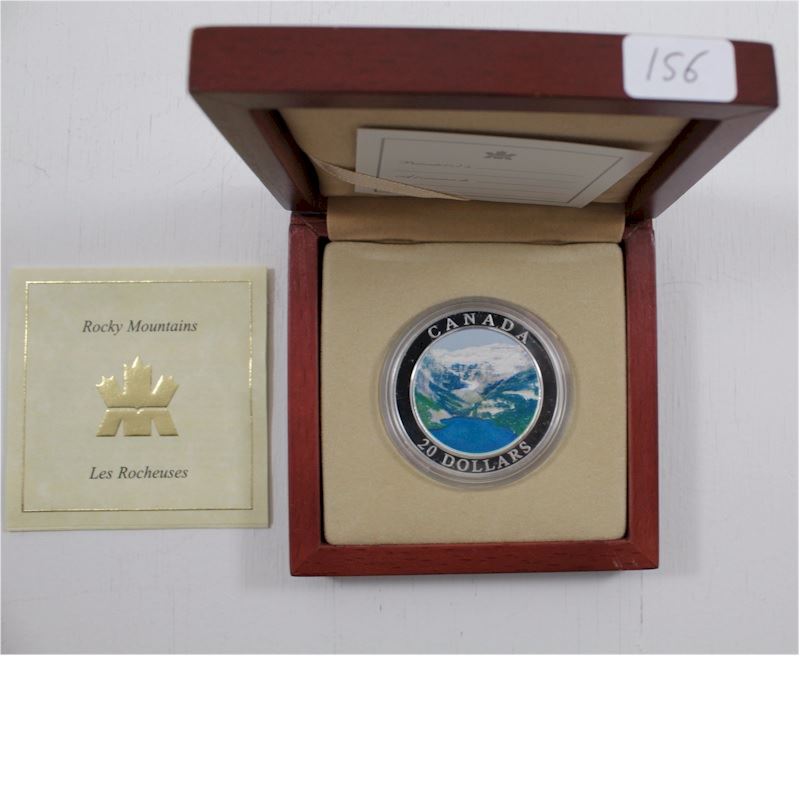 156
Rocky Mountains
Les Rocheuses
CANADA
20 DOLLARS